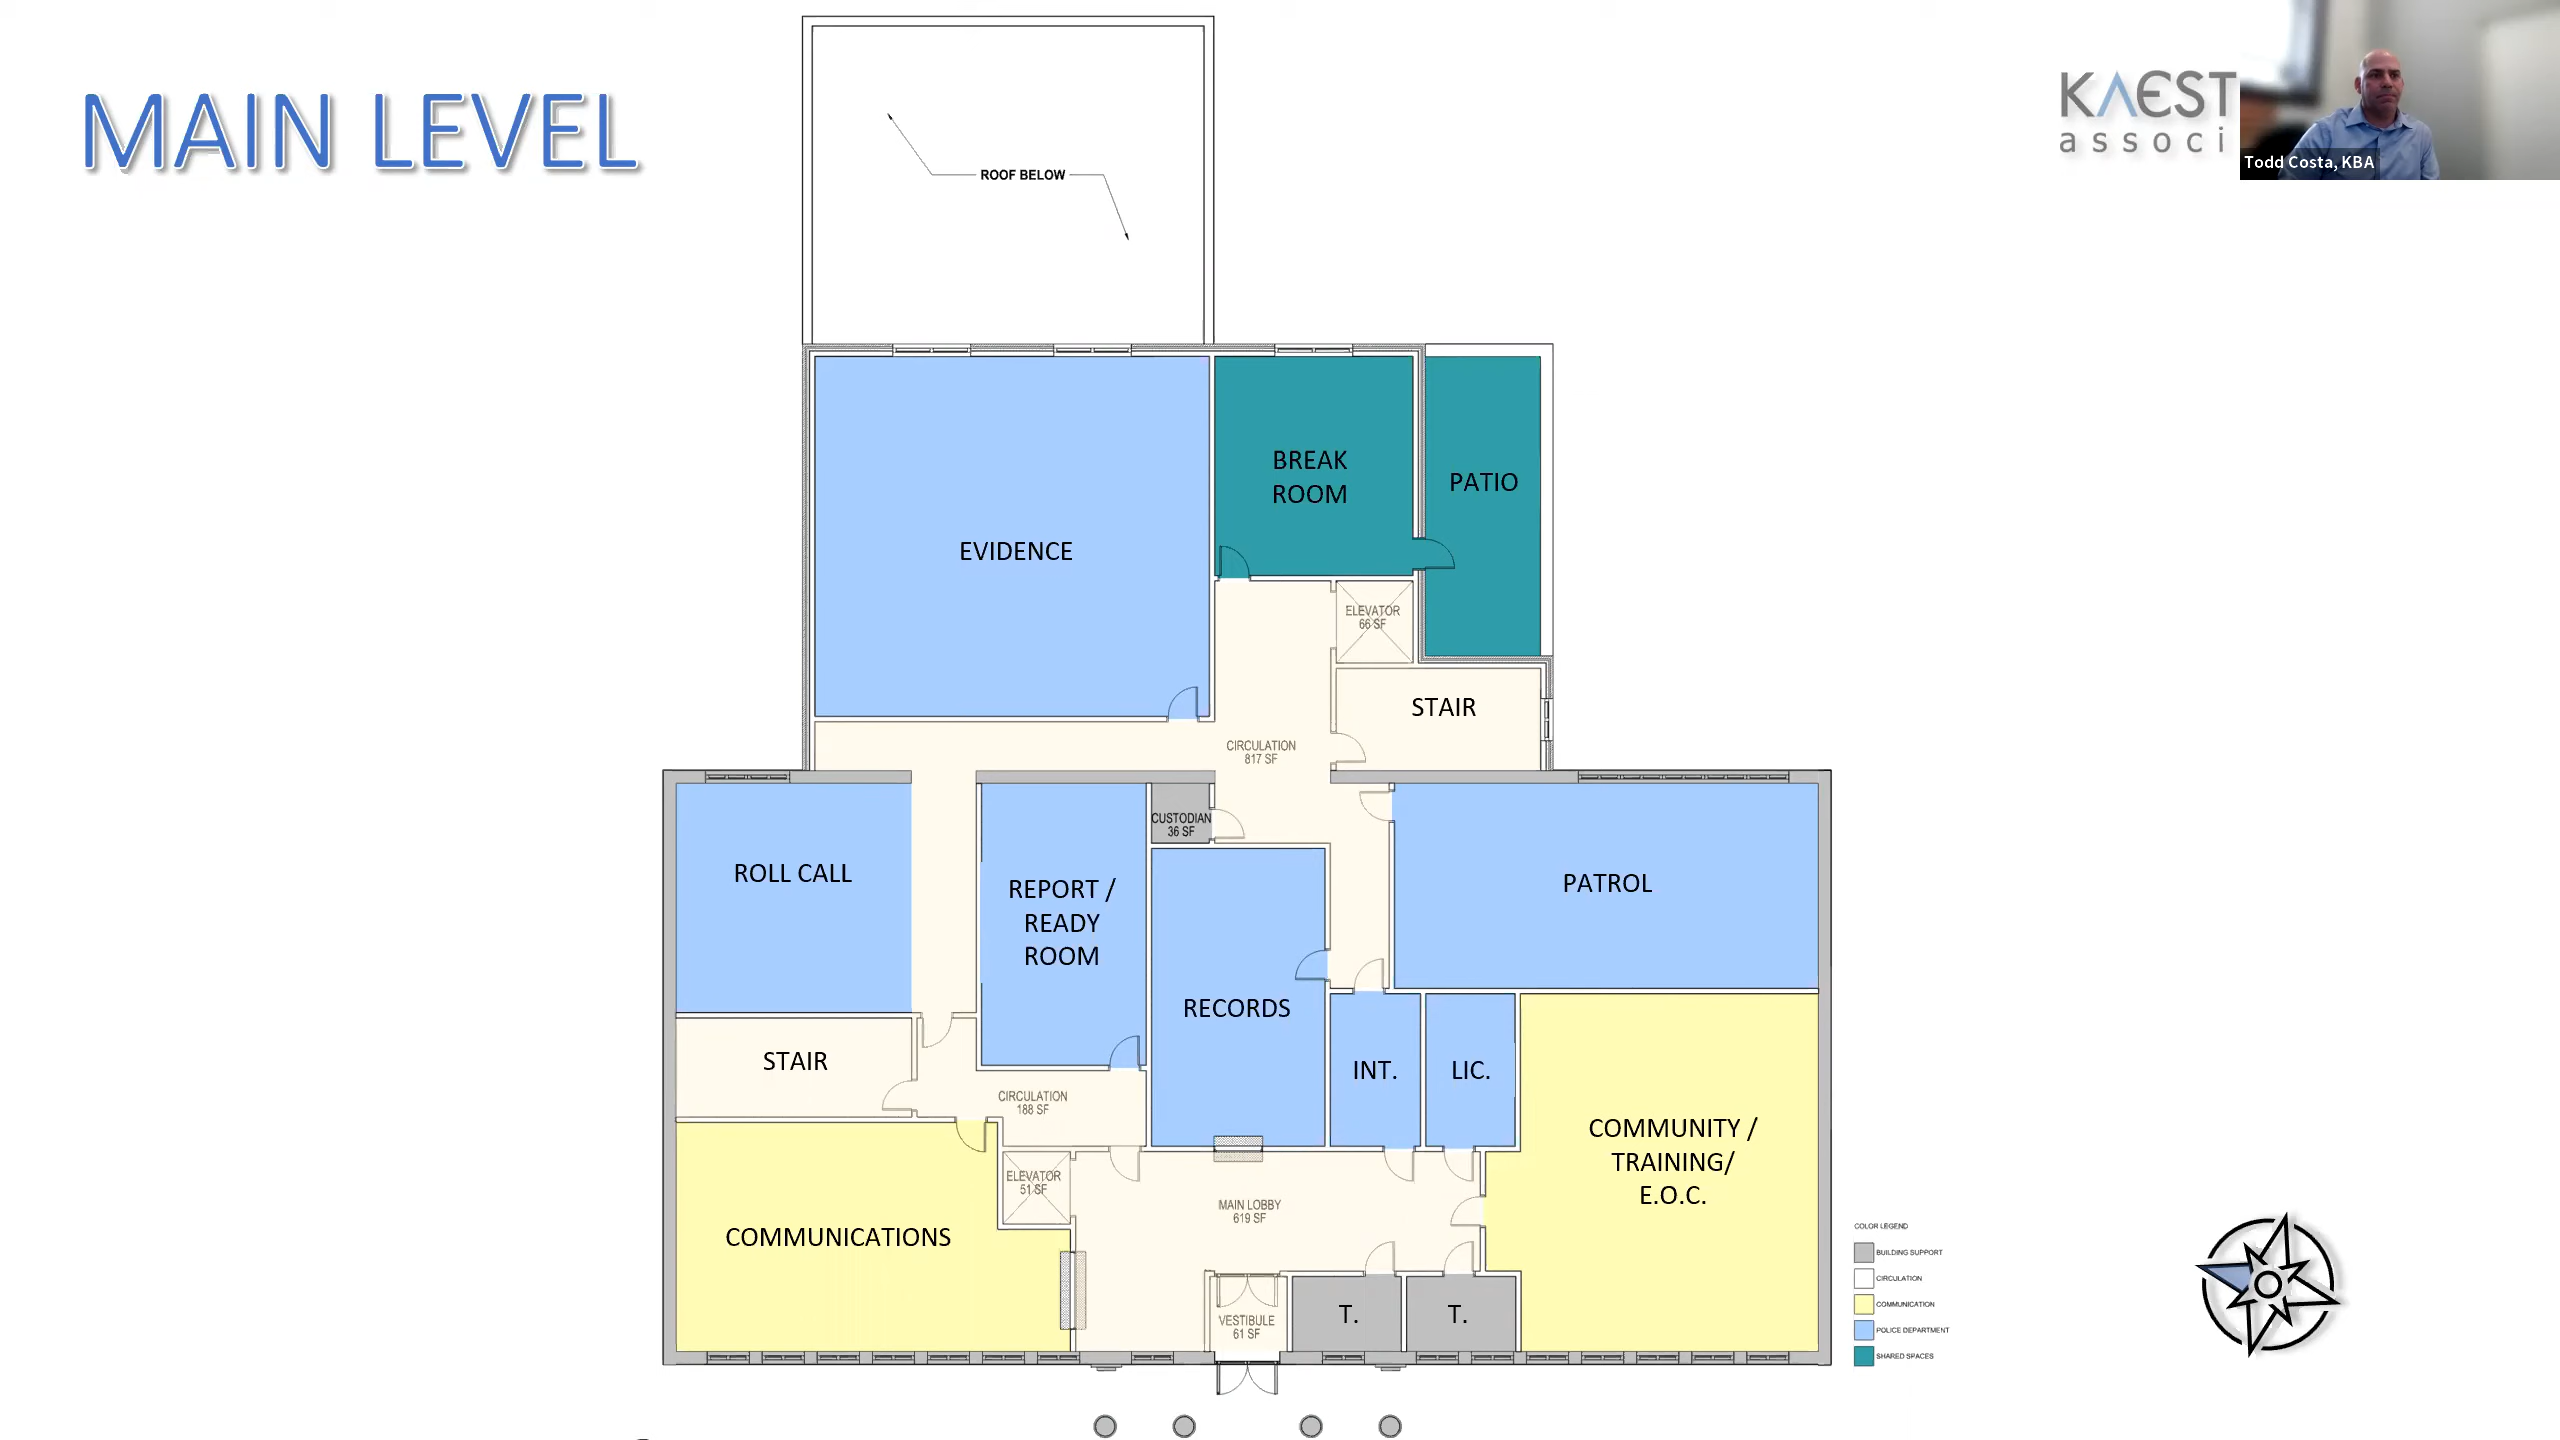 MAIN LEVEL
KAEST
associ
Todd Costa, KBA
ROOF BELOW
EVIDENCE
BREAK
ROOM
PATIO
ELEVATOR
66 SF
STAIR
CIRCULATION
817 SF
ROLL CALL
REPORT /
READY
ROOM
CUSTODIAN
36 SF
RECORDS
PATROL
STAIR
CIRCULATION
188 SF
INT.
LIC.
COMMUNITY /
TRAINING/
E.O.C.
COMMUNICATIONS
ELEVATOR
51 SF
MAIN LOBBY
619 SF
VESTIBULE
61 SF
T.
T.
COLOR LEGEND
BUILDING SUPPORT
CIRCULATION
COMMUNICATION
POLICE DEPARTMENT
SHARED SPACES